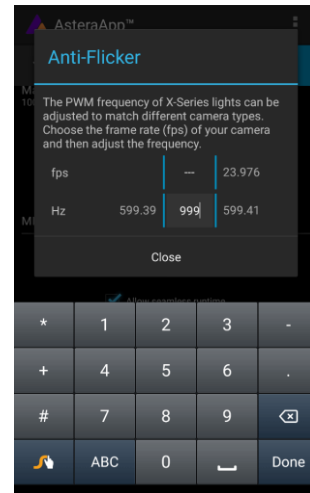 AsteraApp™
Anti-Flicker
The PWM frequency of X-Series lights can be
adjusted to match different camera types.
Choose the frame rate (fps) of your camera
and then adjust the frequency.
fps --- 23.976
Hz 599.39 999 599.41
Close
Allow seamless runtime
* 1 2 3 -
+ 4 5 6 .
# 7 8 9
ABC 0 Done